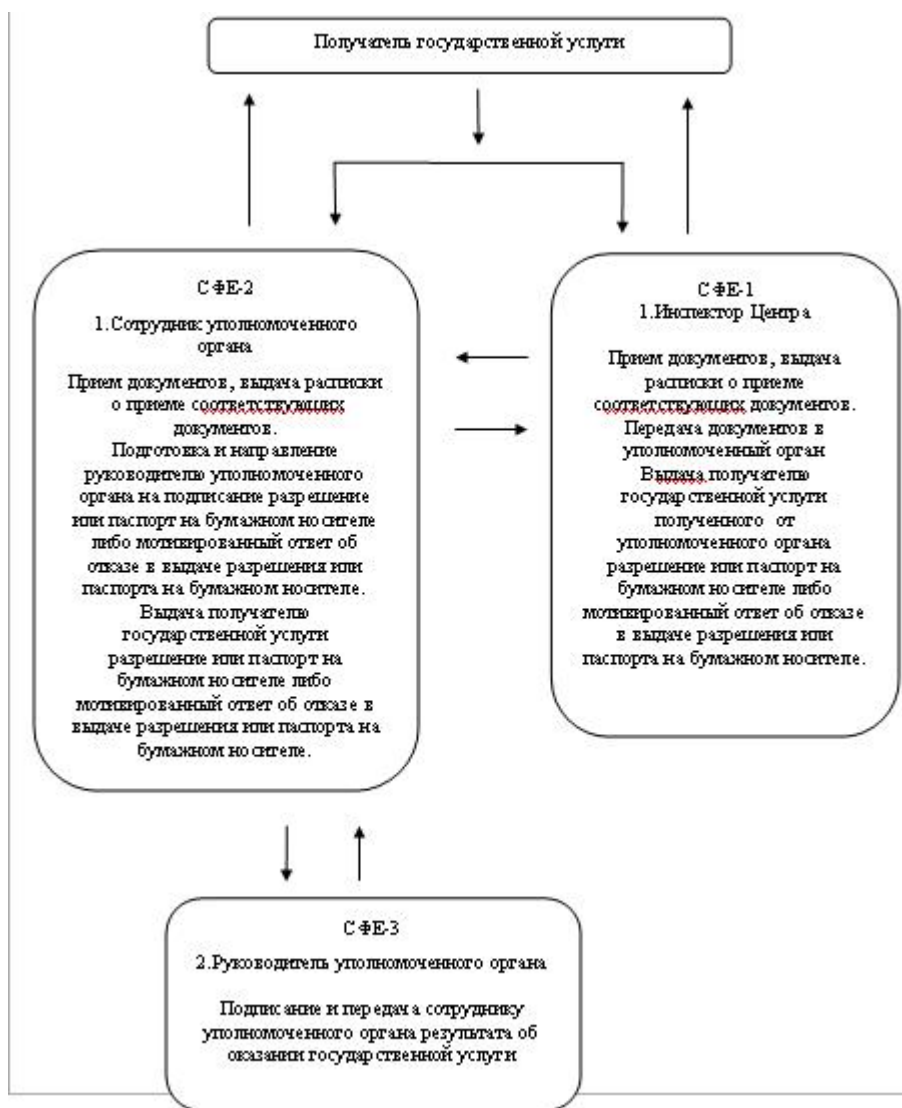 Получатель государственной услуги
СФЕ-2
1.Сотрудник уполномоченного
органа
Прием документов, выдача расписки
о приеме соответствующих
документов.
Подготовка и направление
руководителю уполномоченного
органа на подписание разрешение
или паспорт на бумажном носителе
либо мотивированный ответ об
отказе в выдаче разрешения или
паспорта на бумажном носителе.
Выдача получателю
государственной услуги
разрешение или паспорт на
бумажном носителе либо
мотивированный ответ об отказе в
выдаче разрешения или паспорта на
бумажном носителе.
СФЕ-1
1.Инспектор Центра
Прием документов, выдача
расписки о приеме
соответствующих документов.
Передача документов в
уполномоченный орган
Выдача получателю
государственной услуги
полученного от
уполномоченного органа
разрешение или паспорт на
бумажном носителе либо
мотивированный ответ об отказе
в выдаче разрешения или
паспорта на бумажном носителе.
СФЕ-3
2.Руководитель уполномоченного органа
Подписание и передача сотруднику
уполномоченного органа результата об
оказании государственной услуги